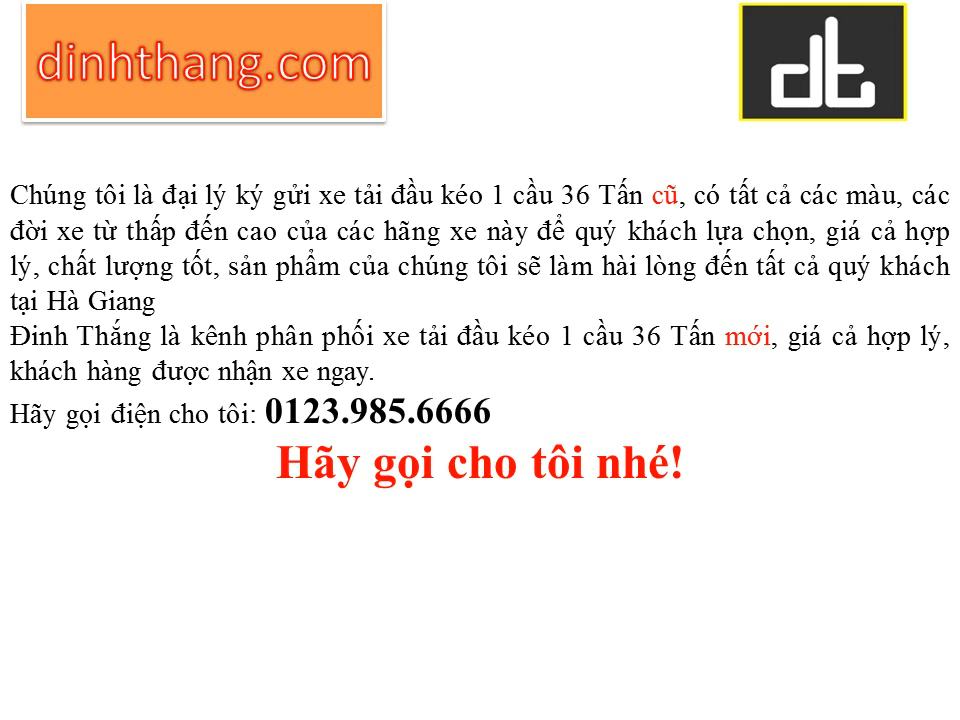 dinhthang.com
dt
Chúng tôi là đại lý ký gửi xe tải đầu kéo 1 cầu 36 Tấn cũ, có tất cả các màu, các
đời xe từ thấp đến cao của các hãng xe này để quý khách lựa chọn, giá cả hợp
lý, chất lượng tốt, sản phẩm của chúng tôi sẽ làm hài lòng đến tất cả quý khách
tại Hà Giang
Đinh Thắng là kênh phân phối xe tải đầu kéo 1 cầu 36 Tấn mới, giá cả hợp lý,
khách hàng được nhận xe ngay.
Hãy gọi điện cho tôi: 0123.985.6666
Hãy gọi cho tôi nhé!